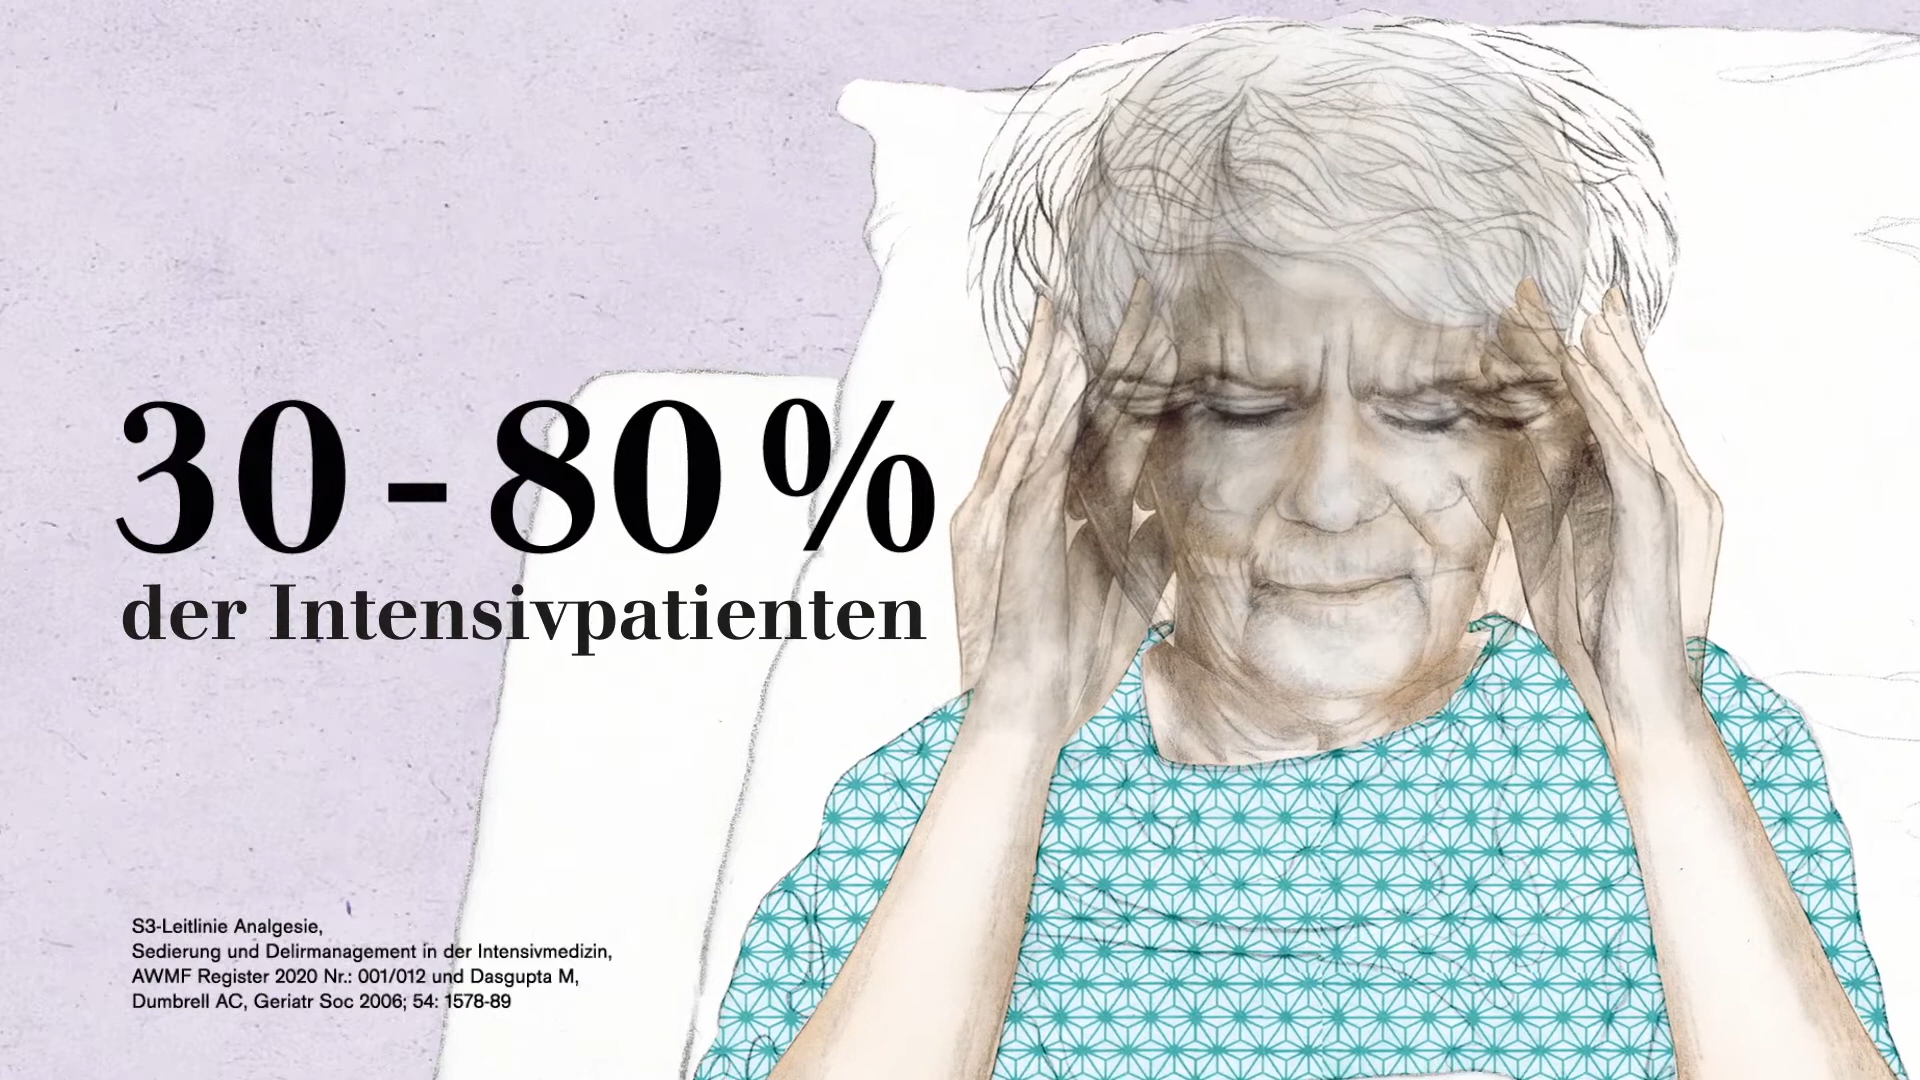 30 - 80 %
der Intensivpatienten
S3-Leitlinie Analgesie,
Sedierung und Delirmanagement in der Intensivmedizin,
AWMF Register 2020 Nr.: 001/012 und Dasgupta M,
Dumbrell AC, Geriatr Soc 2006; 54: 1578-89